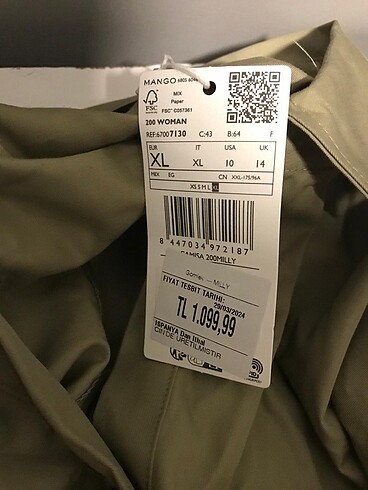 MANGO
MIX
Paper
FSC
FSC® C057361
200 WOMAN
REF:67007130 C:43 B:64 F
EUR IT USA UK
XL XL 10 14
MEX EG CN XXL-175/96A
XS S M L XL
8 447034 972187
200MILLY
Gomlek — MILLY
FIYAT TESBIT TARIHI:
29/03/2024
TL 1.099,99
ISPANYA Dan Ithal
CIN'DE URETILMISTIR